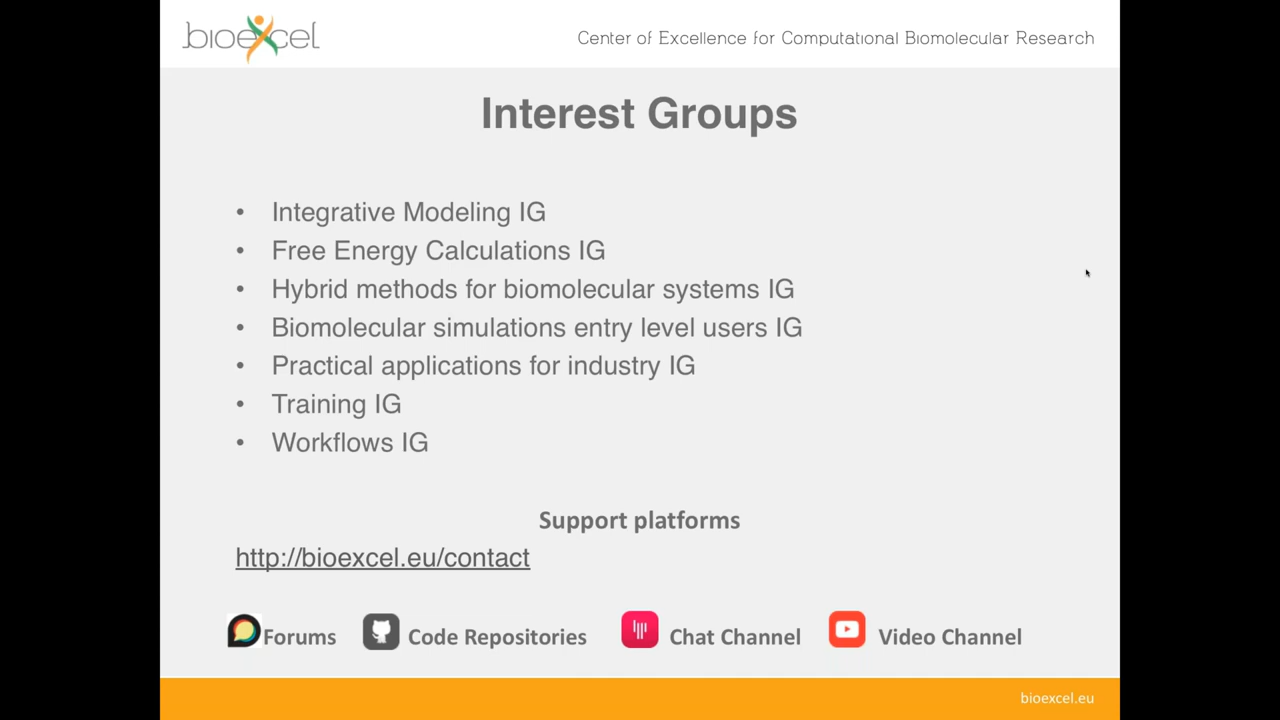 bioexcel
Center of Excellence for Computational Biomolecular Research
Interest Groups
• Integrative Modeling IG
• Free Energy Calculations IG
• Hybrid methods for biomolecular systems IG
• Biomolecular simulations entry level users IG
• Practical applications for industry IG
• Training IG
• Workflows IG
Support platforms
http://bioexcel.eu/contact
Forums Code Repositories Chat Channel Video Channel
bioexcel.eu